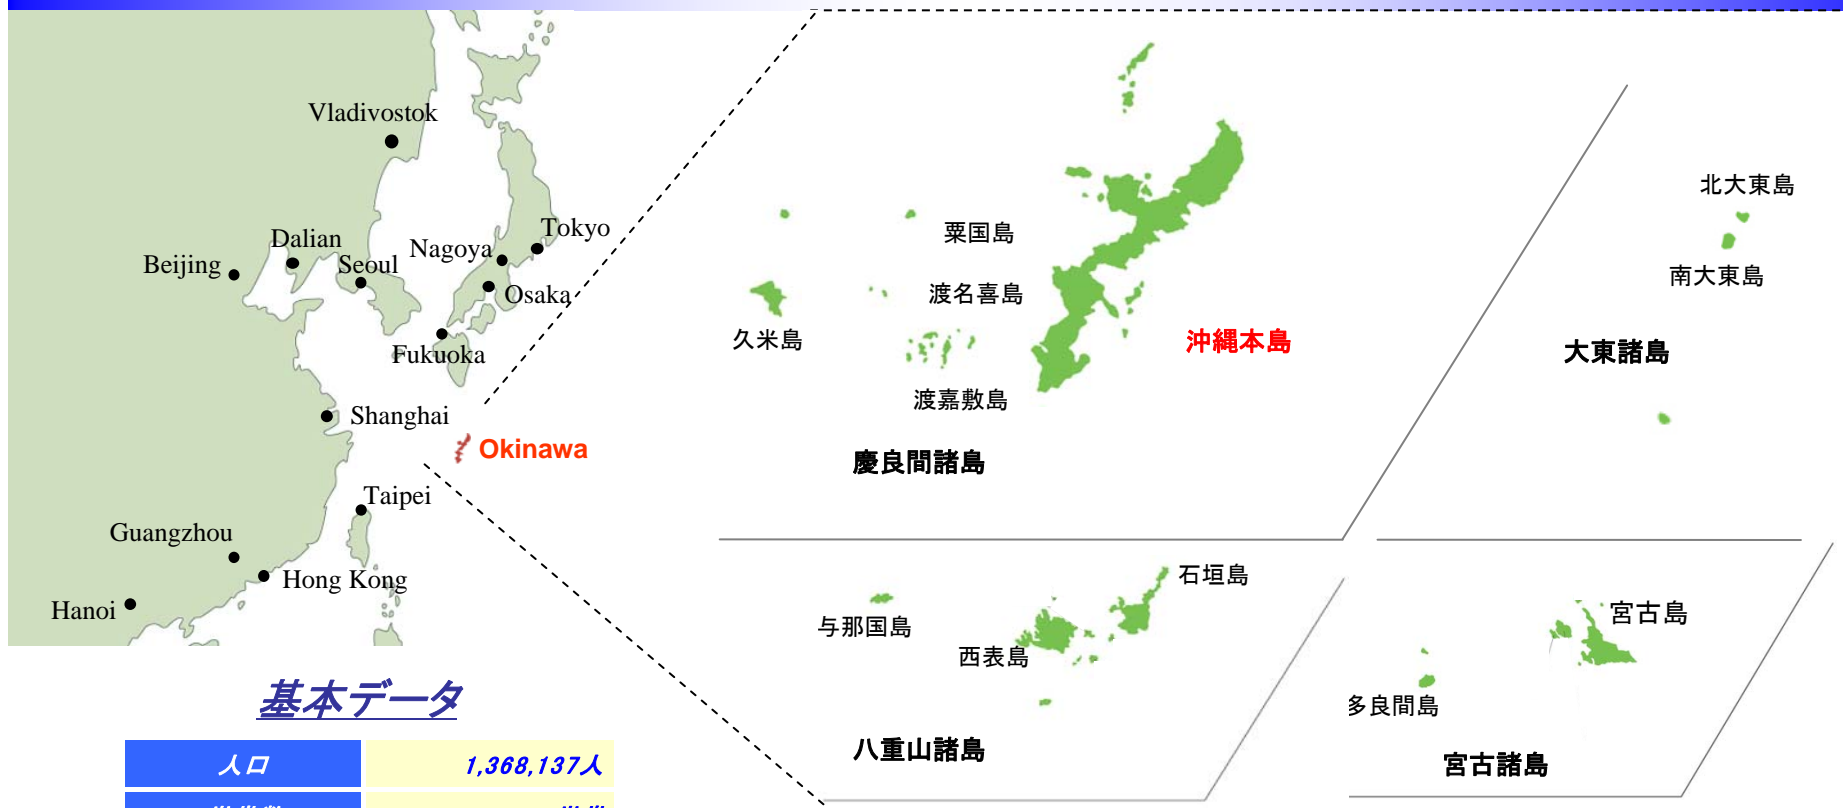 Vladivostok
Tokyo
Nagoya
Dalian
Beijing
Seoul
Osaka
Fukuoka
Shanghai
Okinawa
Taipei
Guangzhou
Hong Kong
Hanoi
粟国島
渡名喜島
久米島
沖縄本島
渡嘉敷島
慶良間諸島
北大東島
南大東島
大東諸島
石垣島
与那国島
西表島
八重山諸島
宮古島
多良間島
宮古諸島
基本データ
人口 1,368,137人